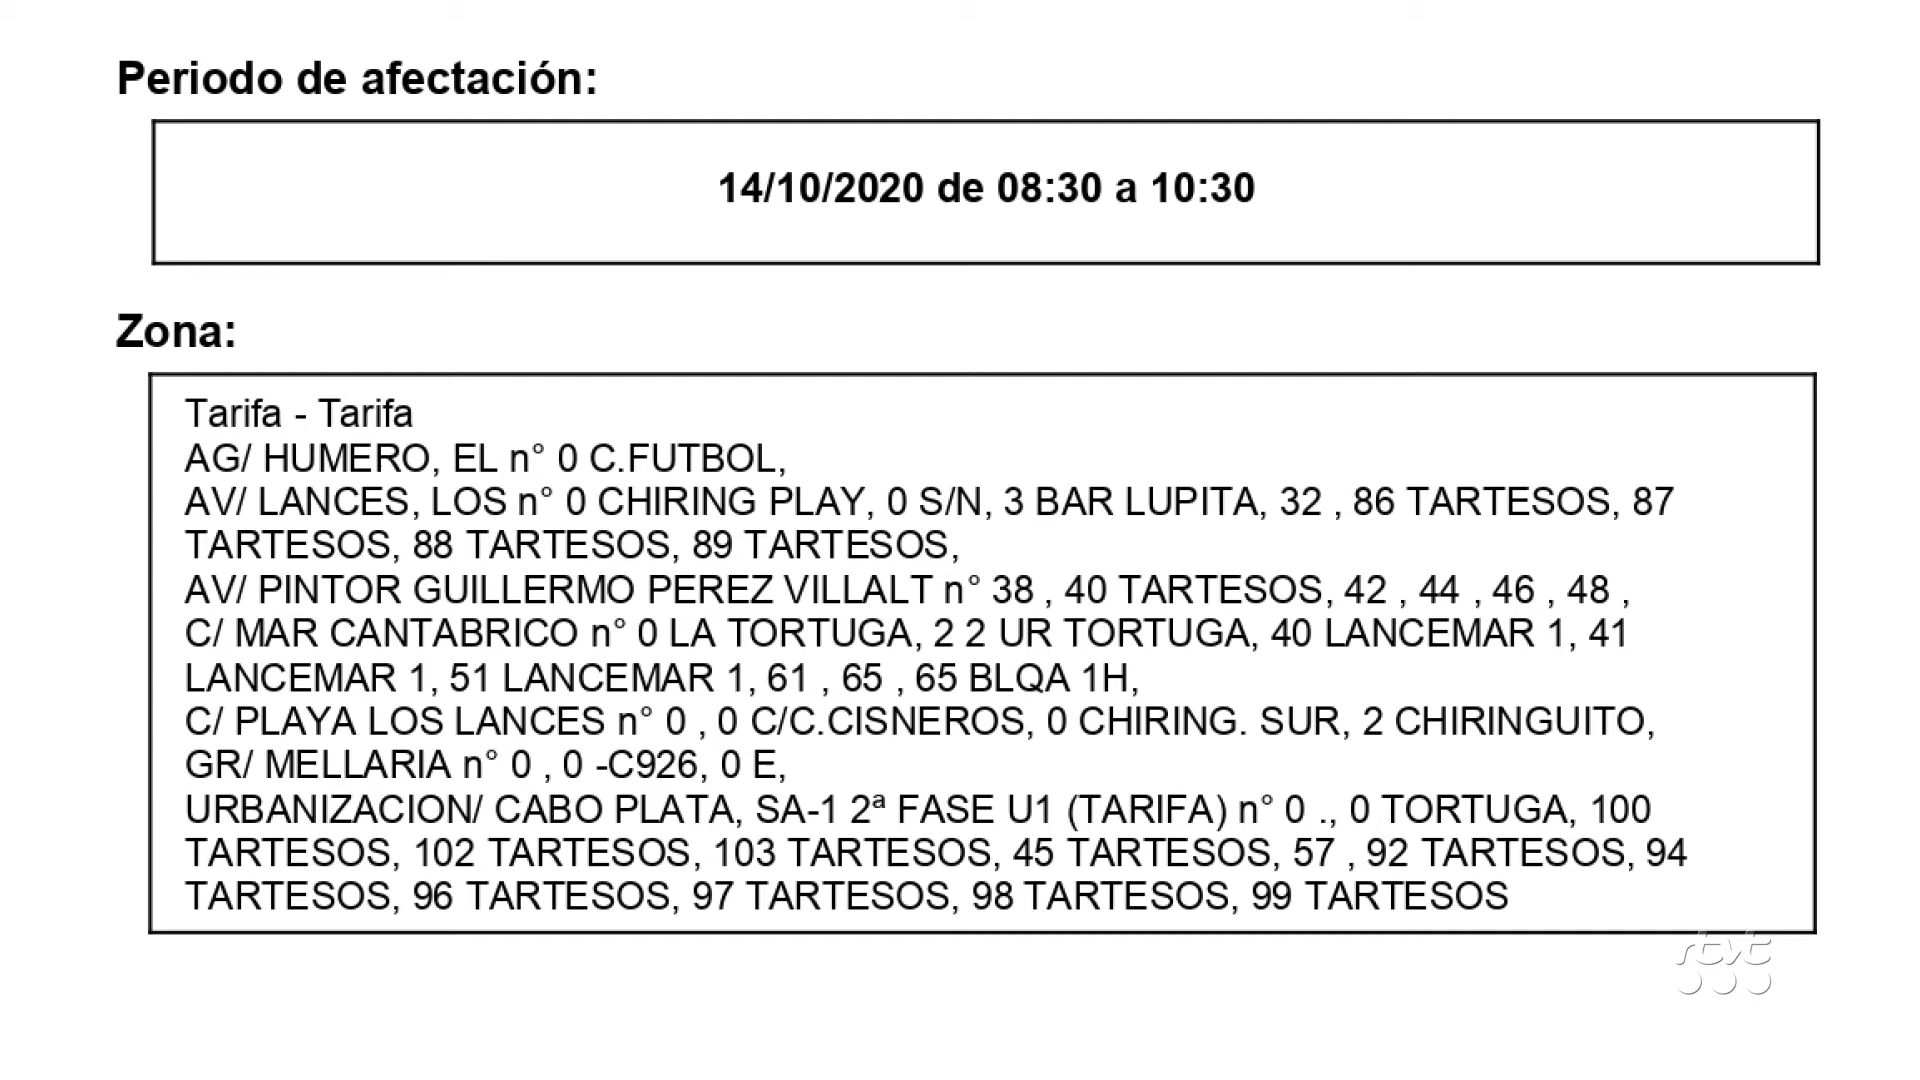 Periodo de afectación:
14/10/2020 de 08:30 a 10:30
Zona:
Tarifa - Tarifa
AG/ HUMERO, EL n° 0 C.FUTBOL,
AV/ LANCES, LOS n° 0 CHIRING PLAY, 0 S/N, 3 BAR LUPITA, 32 , 86 TARTESOS, 87
TARTESOS, 88 TARTESOS, 89 TARTESOS,
AV/ PINTOR GUILLERMO PEREZ VILLALT n° 38 , 40 TARTESOS, 42 , 44 , 46 , 48 ,
C/ MAR CANTABRICO n° 0 LA TORTUGA, 2 2 UR TORTUGA, 40 LANCEMAR 1, 41
LANCEMAR 1, 51 LANCEMAR 1, 61 , 65 , 65 BLQA 1H,
C/ PLAYA LOS LANCES n° 0 , 0 C/C.CISNEROS, 0 CHIRING. SUR, 2 CHIRINGUITO,
GR/ MELLARIA n° 0 , 0 -C926, 0 E,
URBANIZACION/ CABO PLATA, SA-1 2ª FASE U1 (TARIFA) n° 0 ., 0 TORTUGA, 100
TARTESOS, 102 TARTESOS, 103 TARTESOS, 45 TARTESOS, 57 , 92 TARTESOS, 94
TARTESOS, 96 TARTESOS, 97 TARTESOS, 98 TARTESOS, 99 TARTESOS